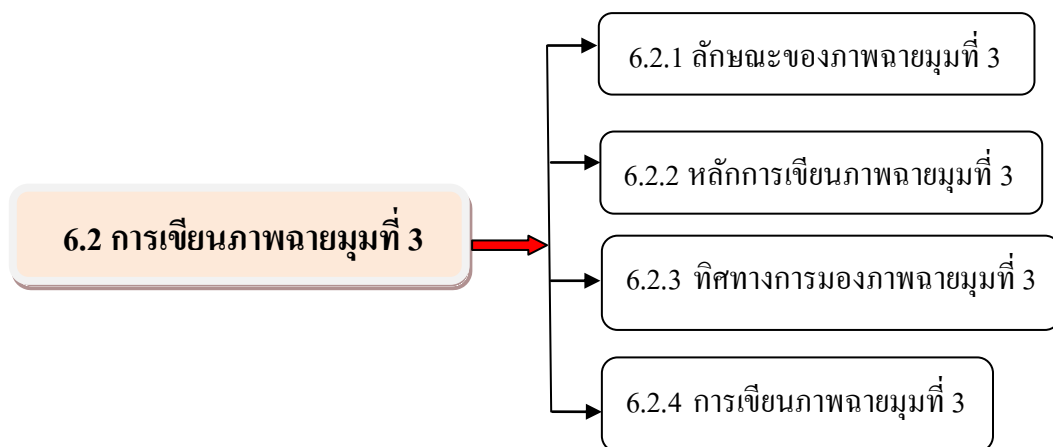 6.2 การเขียนภาพฉายมุมที่ 3
6.2.1 ลักษณะของภาพฉายมุมที่ 3
6.2.2 หลักการเขียนภาพฉายมุมที่ 3
6.2.3 ทิศทางการมองภาพฉายมุมที่ 3
6.2.4 การเขียนภาพฉายมุมที่ 3